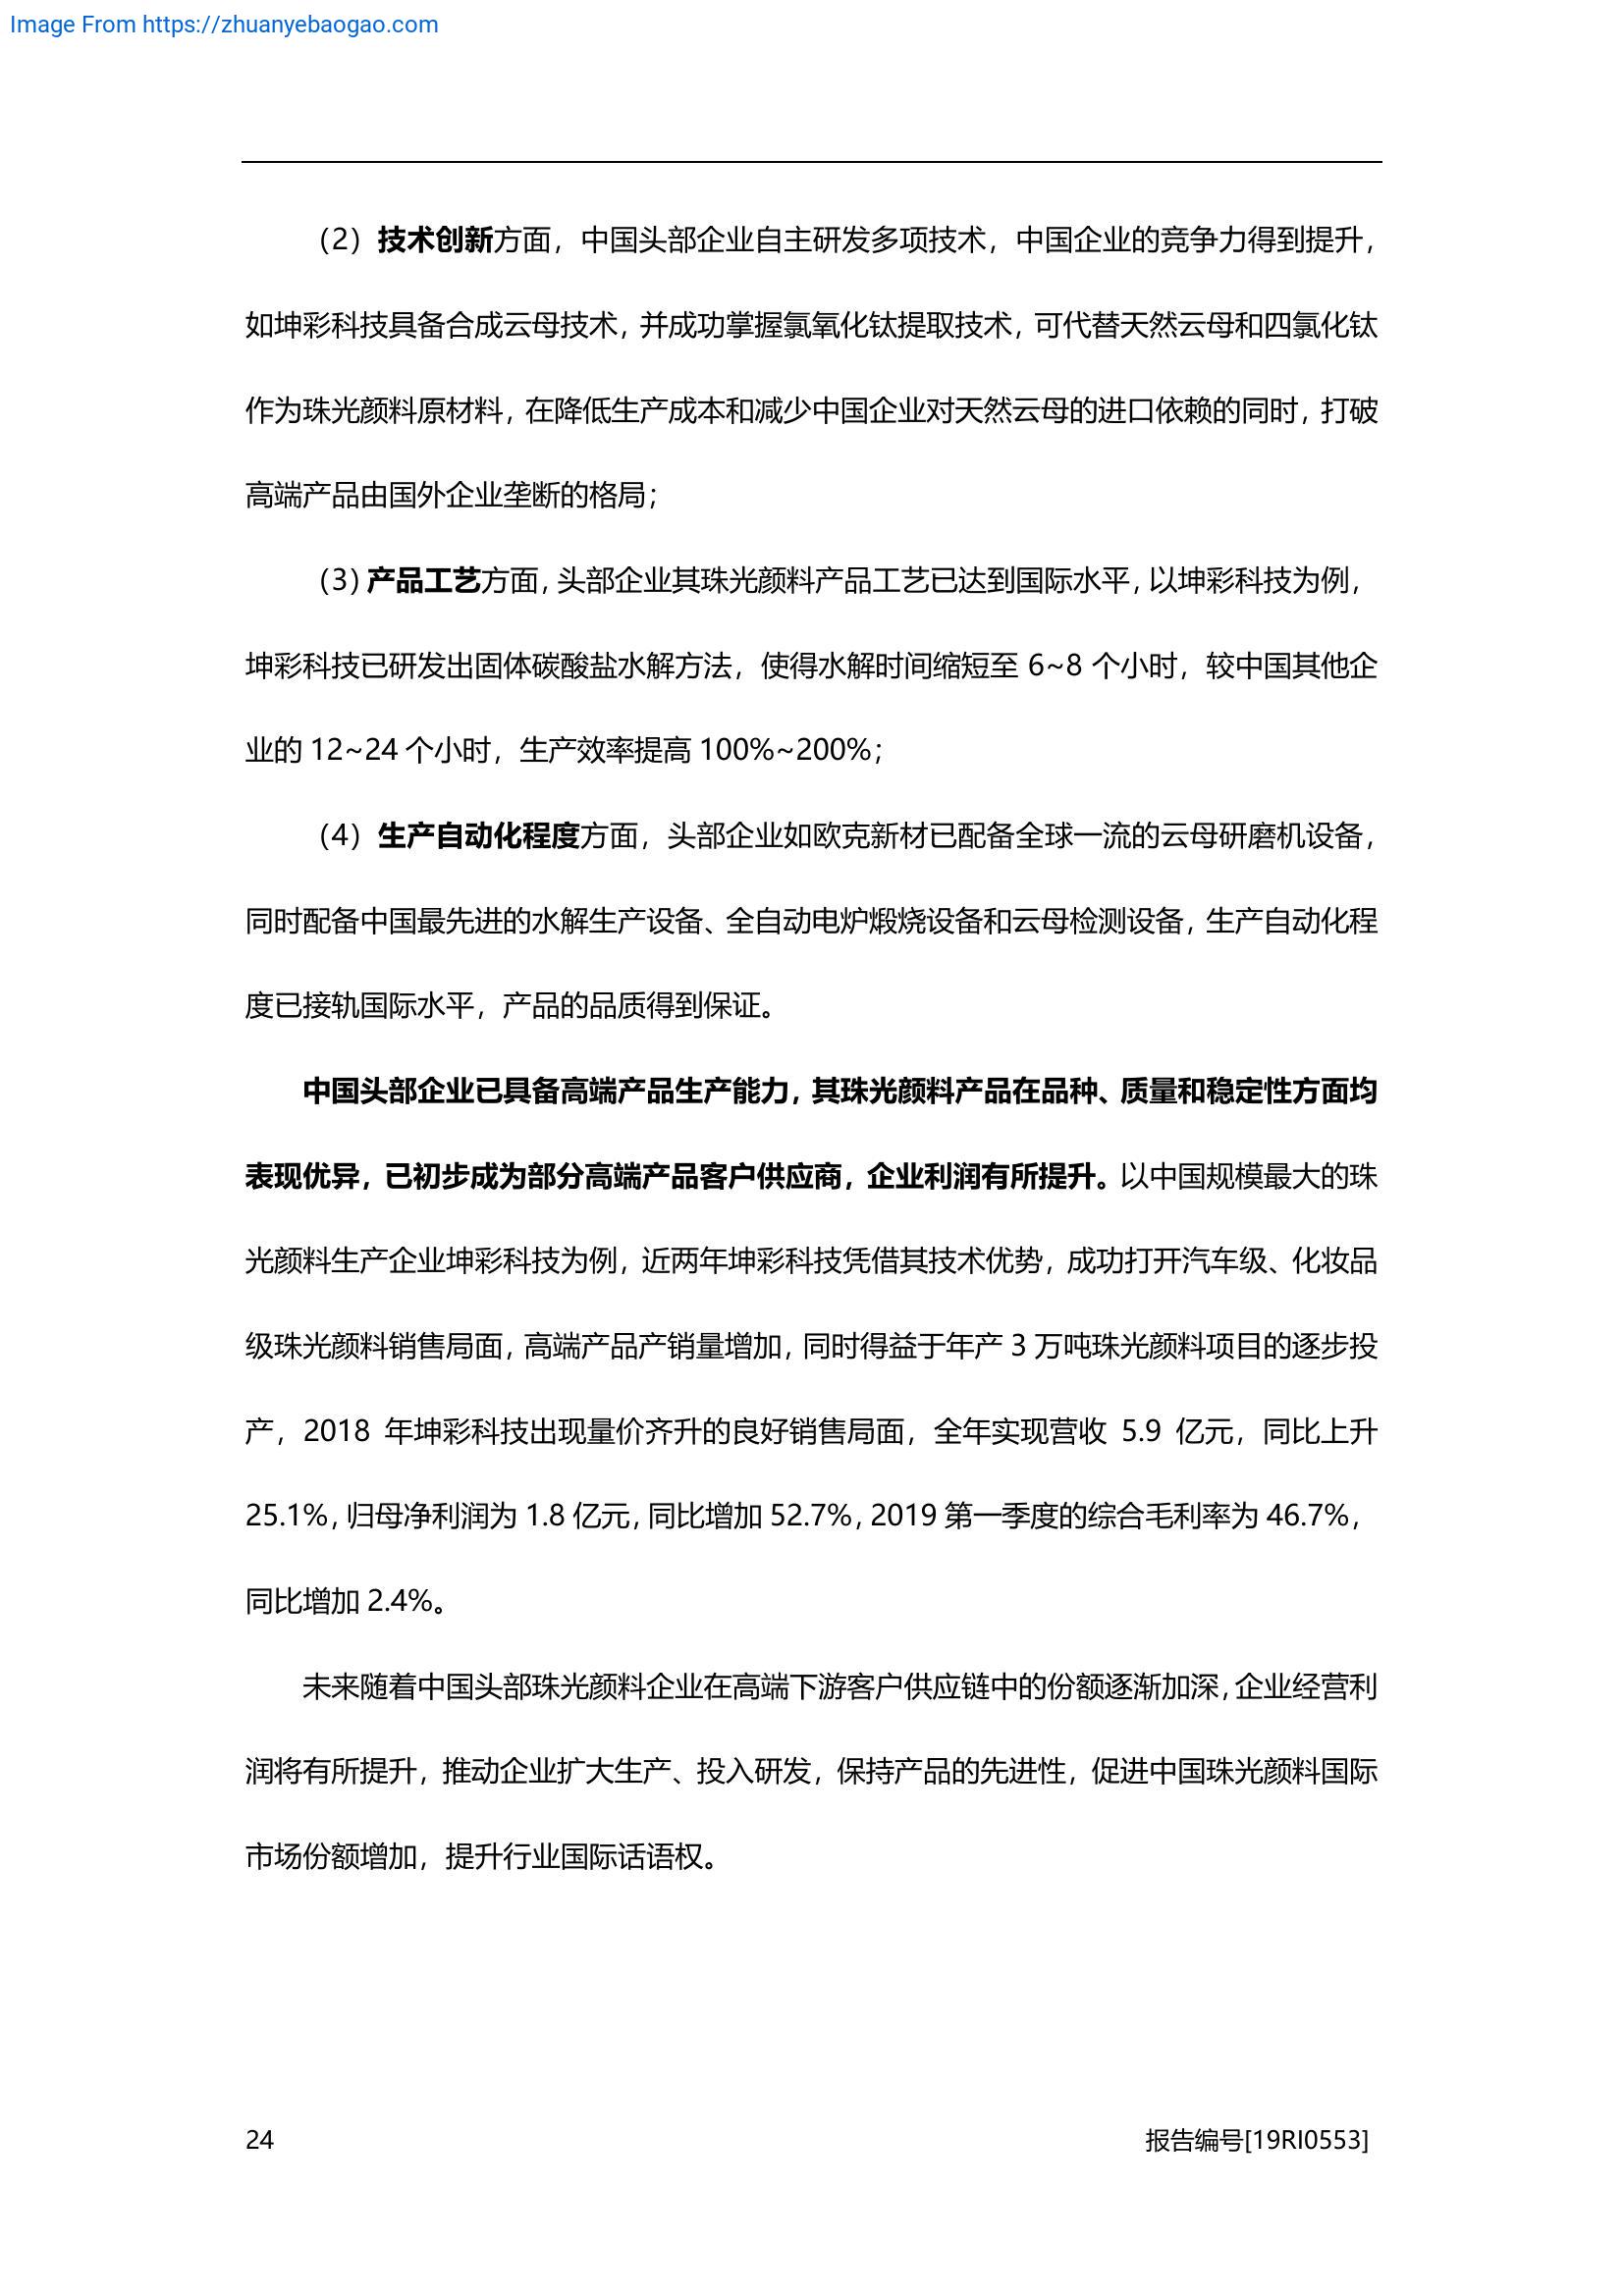 Image From https://zhuanyebaogao.com
（2）技术创新方面，中国头部企业自主研发多项技术，中国企业的竞争力得到提升，
如坤彩科技具备合成云母技术，并成功掌握氯氧化钛提取技术，可代替天然云母和四氯化钛
作为珠光颜料原材料，在降低生产成本和减少中国企业对天然云母的进口依赖的同时，打破
高端产品由国外企业垄断的格局；
（3）产品工艺方面，头部企业其珠光颜料产品工艺已达到国际水平，以坤彩科技为例，
坤彩科技已研发出固体碳酸盐水解方法，使得水解时间缩短至 6~8 个小时，较中国其他企
业的 12~24 个小时，生产效率提高 100%~200%；
（4）生产自动化程度方面，头部企业如欧克新材已配备全球一流的云母研磨机设备，
同时配备中国最先进的水解生产设备、全自动电炉煅烧设备和云母检测设备，生产自动化程
度已接轨国际水平，产品的品质得到保证。
中国头部企业已具备高端产品生产能力，其珠光颜料产品在品种、质量和稳定性方面均
表现优异，已初步成为部分高端产品客户供应商，企业利润有所提升。以中国规模最大的珠
光颜料生产企业坤彩科技为例，近两年坤彩科技凭借其技术优势，成功打开汽车级、化妆品
级珠光颜料销售局面，高端产品产销量增加，同时得益于年产 3 万吨珠光颜料项目的逐步投
产，2018 年坤彩科技出现量价齐升的良好销售局面，全年实现营收 5.9 亿元，同比上升
25.1%，归母净利润为 1.8 亿元，同比增加 52.7%，2019 第一季度的综合毛利率为 46.7%，
同比增加 2.4%。
未来随着中国头部珠光颜料企业在高端下游客户供应链中的份额逐渐加深，企业经营利
润将有所提升，推动企业扩大生产、投入研发，保持产品的先进性，促进中国珠光颜料国际
市场份额增加，提升行业国际话语权。
24
报告编号[19RI0553]